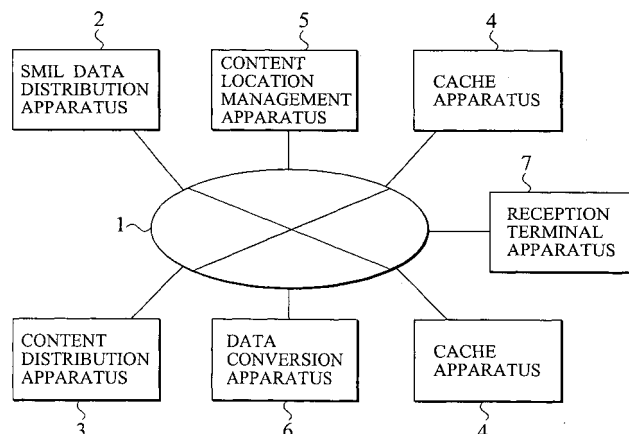 2
SMIL DATA
DISTRIBUTION
APPARATUS
5
CONTENT
LOCATION
MANAGEMENT
APPARATUS
4
CACHE
APPARATUS
7
RECEPTION
TERMINAL
APPARATUS
1
CONTENT
DISTRIBUTION
APPARATUS
3
DATA
CONVERSION
APPARATUS
6
CACHE
APPARATUS
4